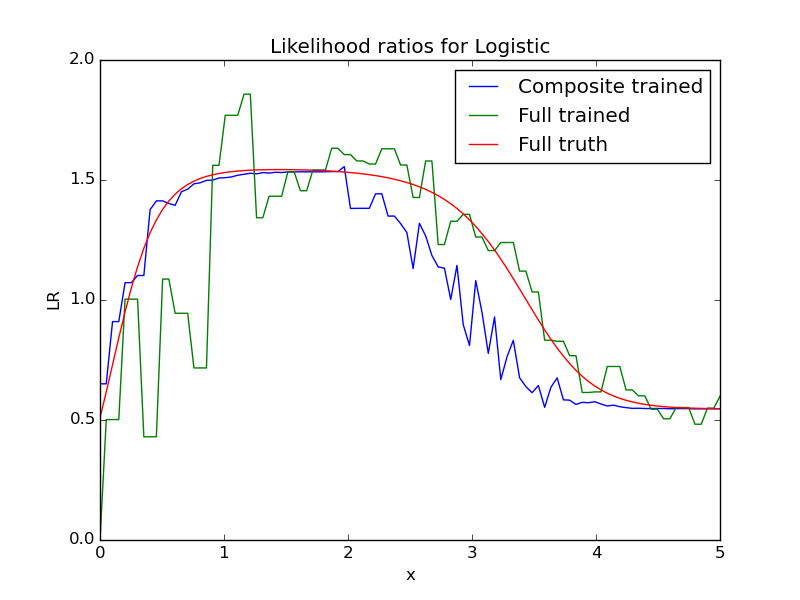 Likelihood ratios for Logistic
Composite trained
Full trained
Full truth
2.0
1.5
1.0
0.5
0.0
LR
0 1 2 3 4 5
x